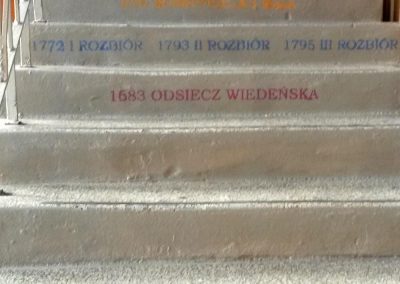 1772 I ROZBIÓR 1793 II ROZBIÓR 1795 III ROZBIÓR
1683 ODSIECZ WIEDEŃSKA